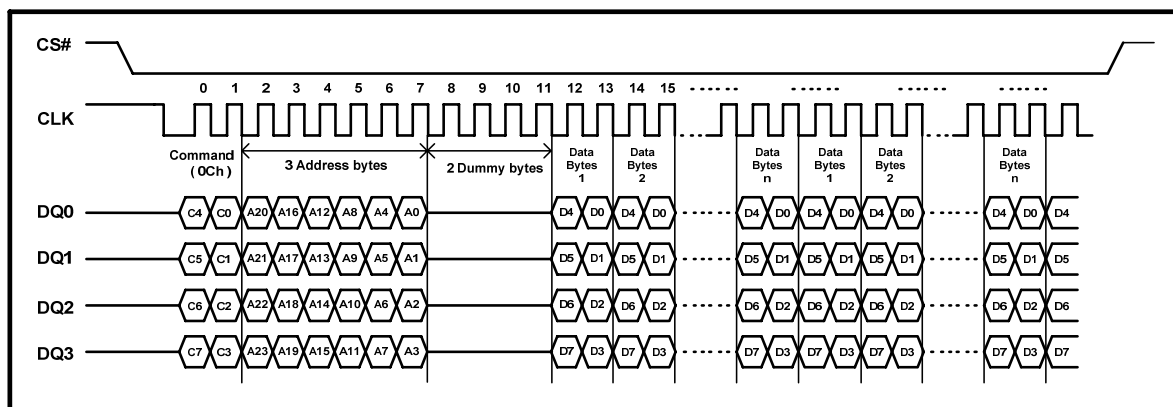 CS#
0 1 2 3 4 5 6 7 8 9 10 11 12 13 14 15
CLK
Command
(0Ch)
3 Address bytes
2 Dummy bytes
Data
Bytes
1
Data
Bytes
2
Data
Bytes
n
Data
Bytes
1
Data
Bytes
2
Data
Bytes
n
DQ0 C4 C0 A20 A16 A12 A8 A4 A0 D4 D0 D4 D0 D4 D0 D4 D0 D4 D0 D4 D0 D4
DQ1 C5 C1 A21 A17 A13 A9 A5 A1 D5 D1 D5 D1 D5 D1 D5 D1 D5 D1 D5 D1 D5
DQ2 C6 C2 A22 A18 A14 A10 A6 A2 D6 D2 D6 D2 D6 D2 D6 D2 D6 D2 D6 D2 D6
DQ3 C7 C3 A23 A19 A15 A11 A7 A3 D7 D3 D7 D3 D7 D3 D7 D3 D7 D3 D7 D3 D7